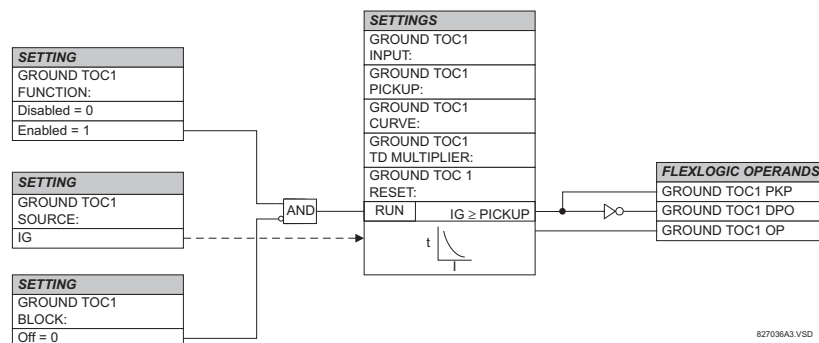 SETTING
GROUND TOC1
FUNCTION:
Disabled = 0
Enabled = 1
SETTING
GROUND TOC1
SOURCE:
IG
SETTING
GROUND TOC1
BLOCK:
Off = 0
AND
SETTINGS
GROUND TOC1
INPUT:
GROUND TOC1
PICKUP:
GROUND TOC1
CURVE:
GROUND TOC1
TD MULTIPLIER:
GROUND TOC 1
RESET:
RUN IG ≥ PICKUP
t
I
FLEXLOGIC OPERANDS
GROUND TOC1 PKP
GROUND TOC1 DPO
GROUND TOC1 OP
827036A3.VSD